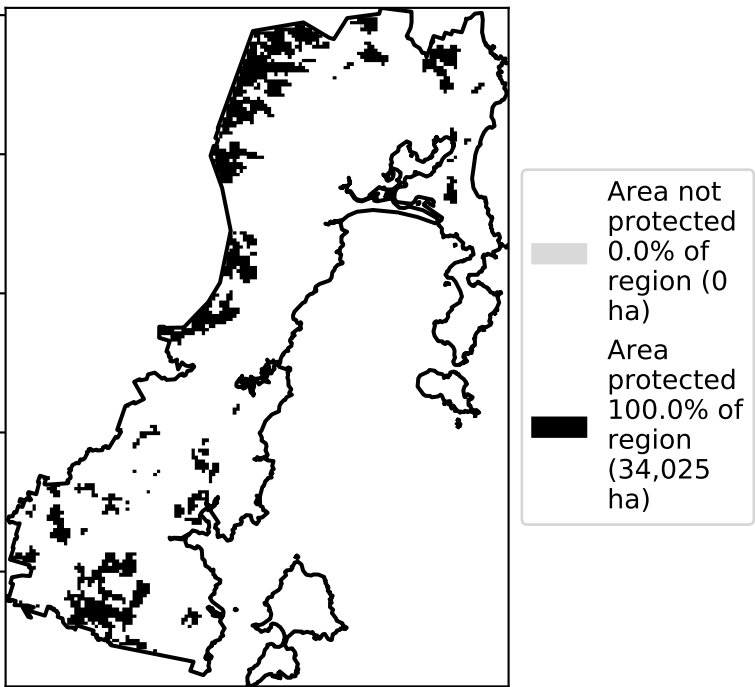 Area not
protected
0.0% of
region (0
ha)
Area
protected
100.0% of
region
(34,025
ha)